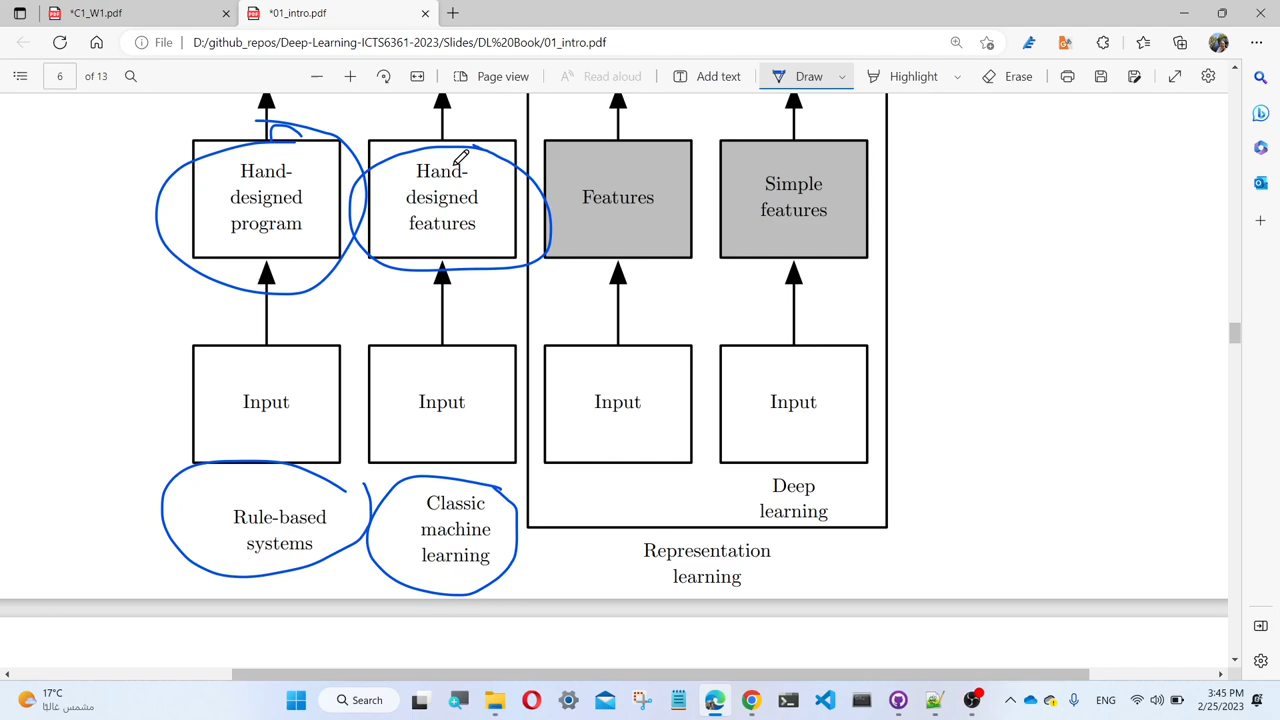 *C1_W1.pdf
*01_intro.pdf
File
D:/github_repos/Deep-Learning-ICTS6361-2023/Slides/DL%20Book/01_intro.pdf
6 of 13
Page view
Read aloud
Add text
Draw
Highlight
Erase
Hand-
designed
program
Hand-
designed
features
Features
Simple
features
Input
Input
Input
Input
Rule-based
systems
Classic
machine
learning
Deep
learning
Representation
learning
17°C
مشمس غالبًا
Search
ENG
3:45 PM
2/25/2023